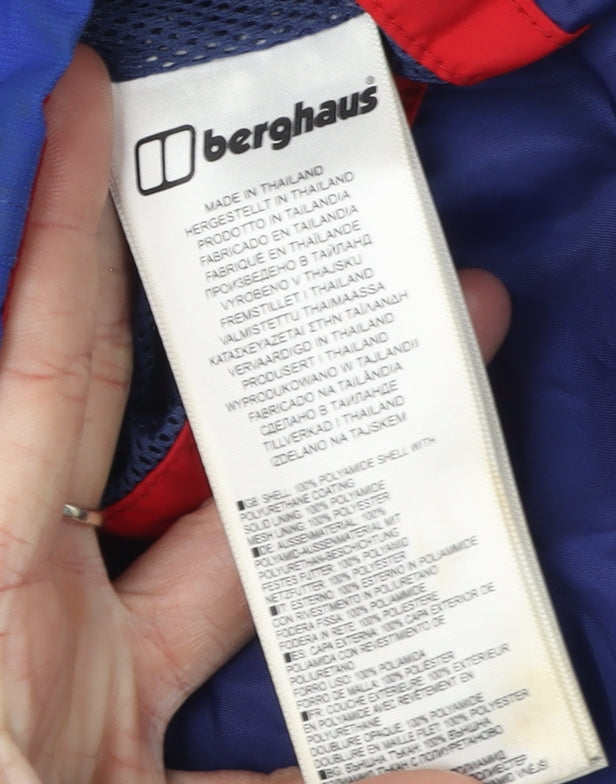 berghaus®
MADE IN THAILAND
HERGESTELLT IN THAILAND
PRODOTTO IN TAILANDIA
FABRICADO EN TAILANDIA
FABRIQUÉ EN THAÏLANDE
ПРОИЗВЕДЕНО В ТАЙЛАНД
VYROBENO V THAJSKU
FREMSTILLET I THAILAND
VALMISTETTU THAIMAASSA
ΚΑΤΑΣΚΕΥΑΖΕΤΑΙ ΣΤΗΝ ΤΑΪΛΑΝΔΗ
VERVAARDIGD IN THAILAND
PRODUSERT I THAILAND
WYPRODUKOWANO W TAJLANDII
FABRICADO NA TAILÂNDIA
СДЕЛАНО В ТАИЛАНДЕ
TILLVERKAD I THAILAND
IZDELANO NA TAJSKEM
GB: SHELL: 100% POLYAMIDE SHELL WITH
POLYURETHANE COATING
SOLID LINING: 100% POLYAMIDE
MESH LINING: 100% POLYESTER
DE: AUSSENMATERIAL: 100%
POLYAMID-AUSSENMATERIAL MIT
POLYURETHAN-BESCHICHTUNG
FESTES FUTTER: 100% POLYAMID
NETZFUTTER: 100% POLYESTER
IT: ESTERNO: 100% ESTERNO IN POLIAMMIDE
CON RIVESTIMENTO IN POLIURETANO
FODERA FISSA: 100% POLIAMMIDE
FODERA IN RETE: 100% POLIESTERE
ES: CAPA EXTERNA: 100% CAPA EXTERIOR DE
POLIAMIDA CON REVESTIMIENTO DE
POLIURETANO
FORRO LISO: 100% POLIAMIDA
FORRO DE MALLA: 100% POLIÉSTER
FR: COUCHE EXTÉRIEURE: 100% EXTÉRIEUR
EN POLYAMIDE AVEC REVÊTEMENT EN
POLYURÉTHANE
DOUBLURE OPAQUE: 100% POLYAMIDE
DOUBLURE EN MAILLE FILET: 100% POLYESTER
BG: ВЪНШНА ТЪКАН: 100% ВЪНШНА